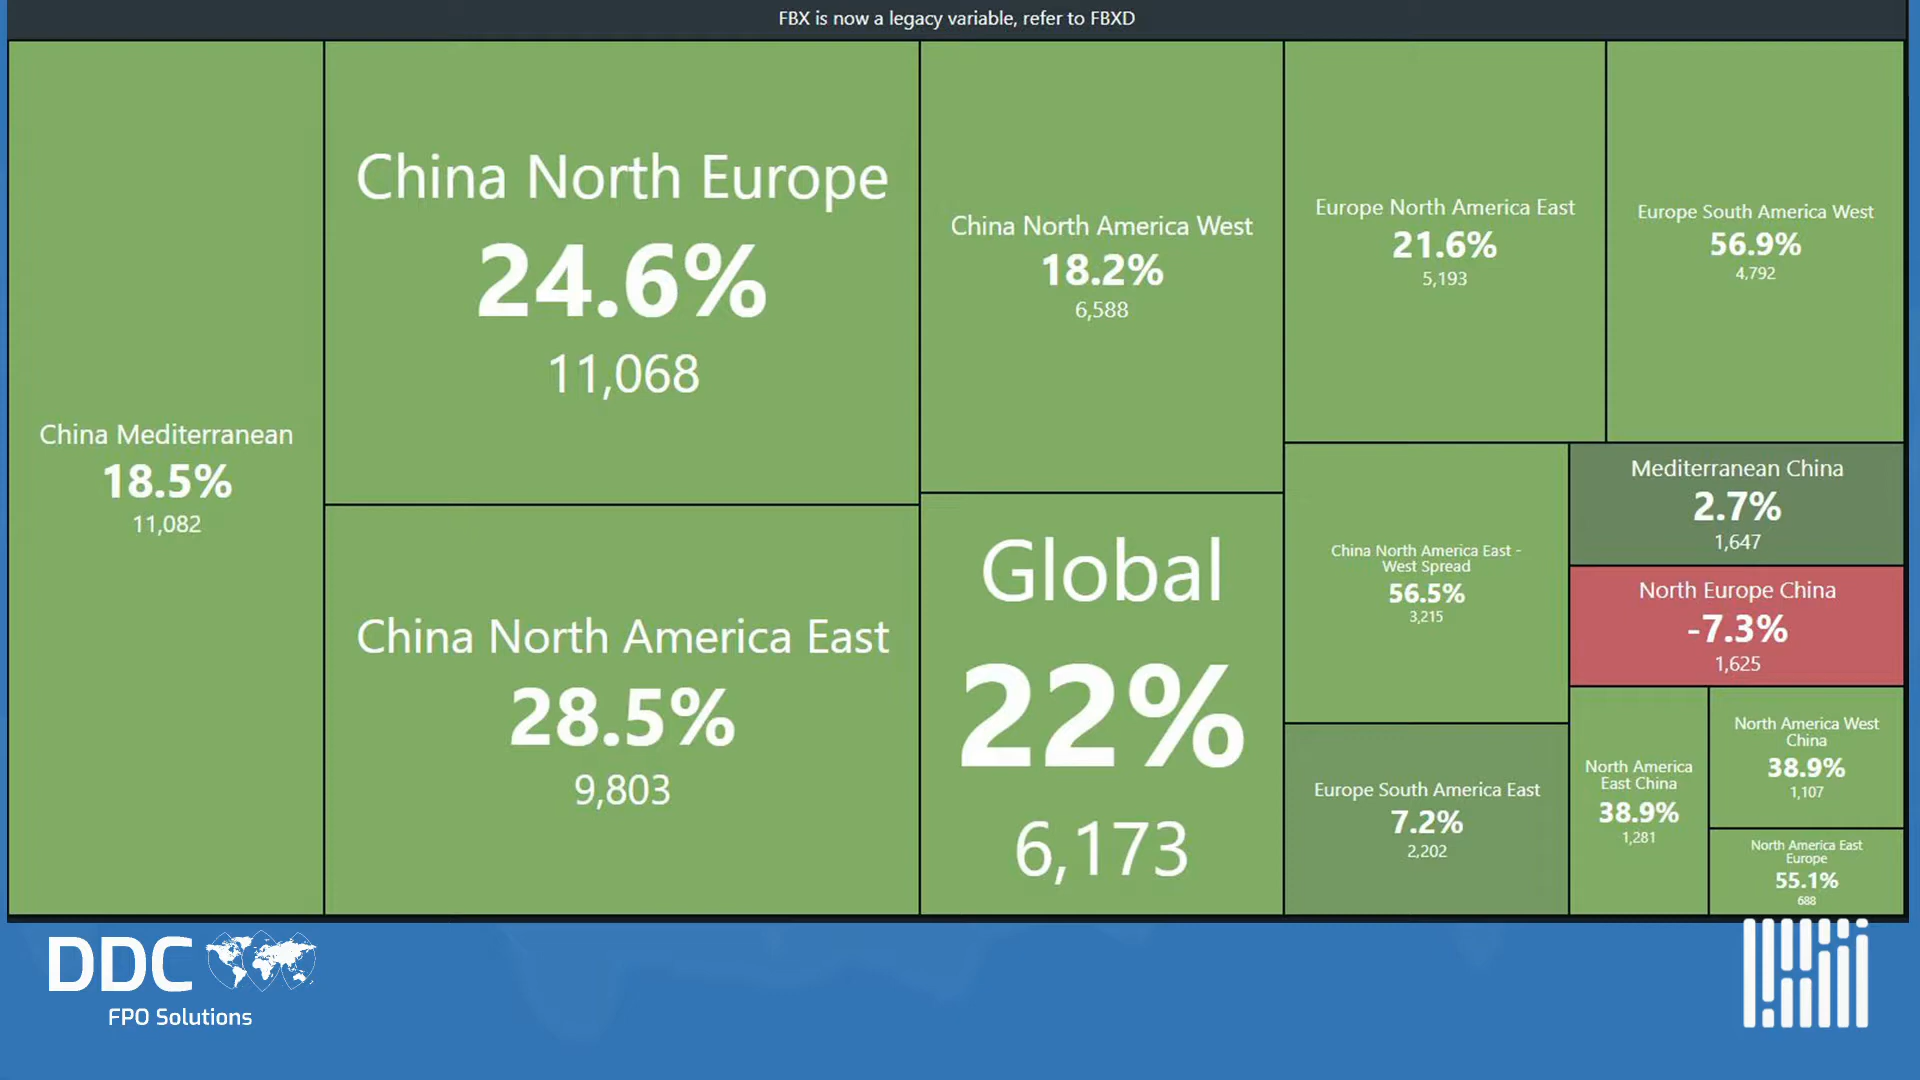 FBX is now a legacy variable, refer to FBXD
China Mediterranean
18.5%
11,082
China North Europe
24.6%
11,068
China North America East
28.5%
9,803
China North America West
18.2%
6,588
Global
22%
6,173
Europe North America East
21.6%
5,193
Europe South America West
56.9%
4,792
China North America East -
West Spread
56.5%
3,215
Europe South America East
7.2%
2,202
Mediterranean China
2.7%
1,647
North Europe China
-7.3%
1,625
North America
East China
38.9%
1,281
North America West
China
38.9%
1,107
North America East
Europe
55.1%
688
DDC
FPO Solutions